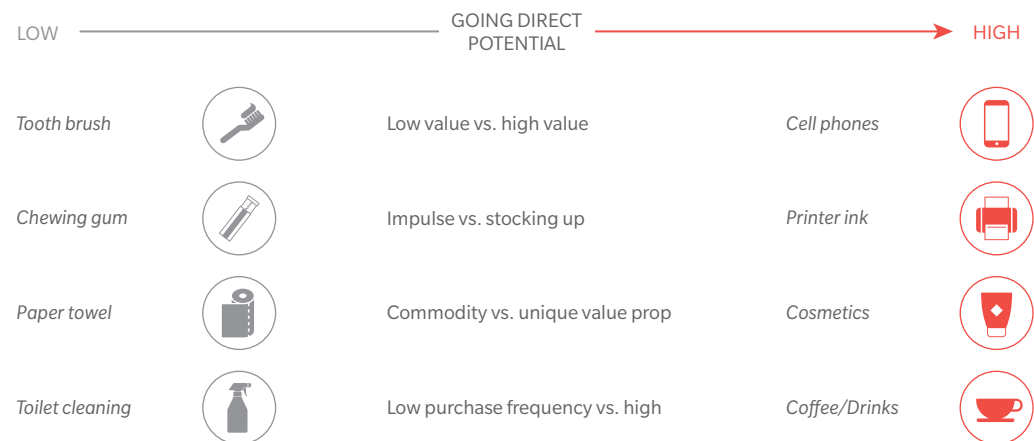 LOW
GOING DIRECT
POTENTIAL
HIGH
Tooth brush
Low value vs. high value
Cell phones
Chewing gum
Impulse vs. stocking up
Printer ink
Paper towel
Commodity vs. unique value prop
Cosmetics
Toilet cleaning
Low purchase frequency vs. high
Coffee/Drinks